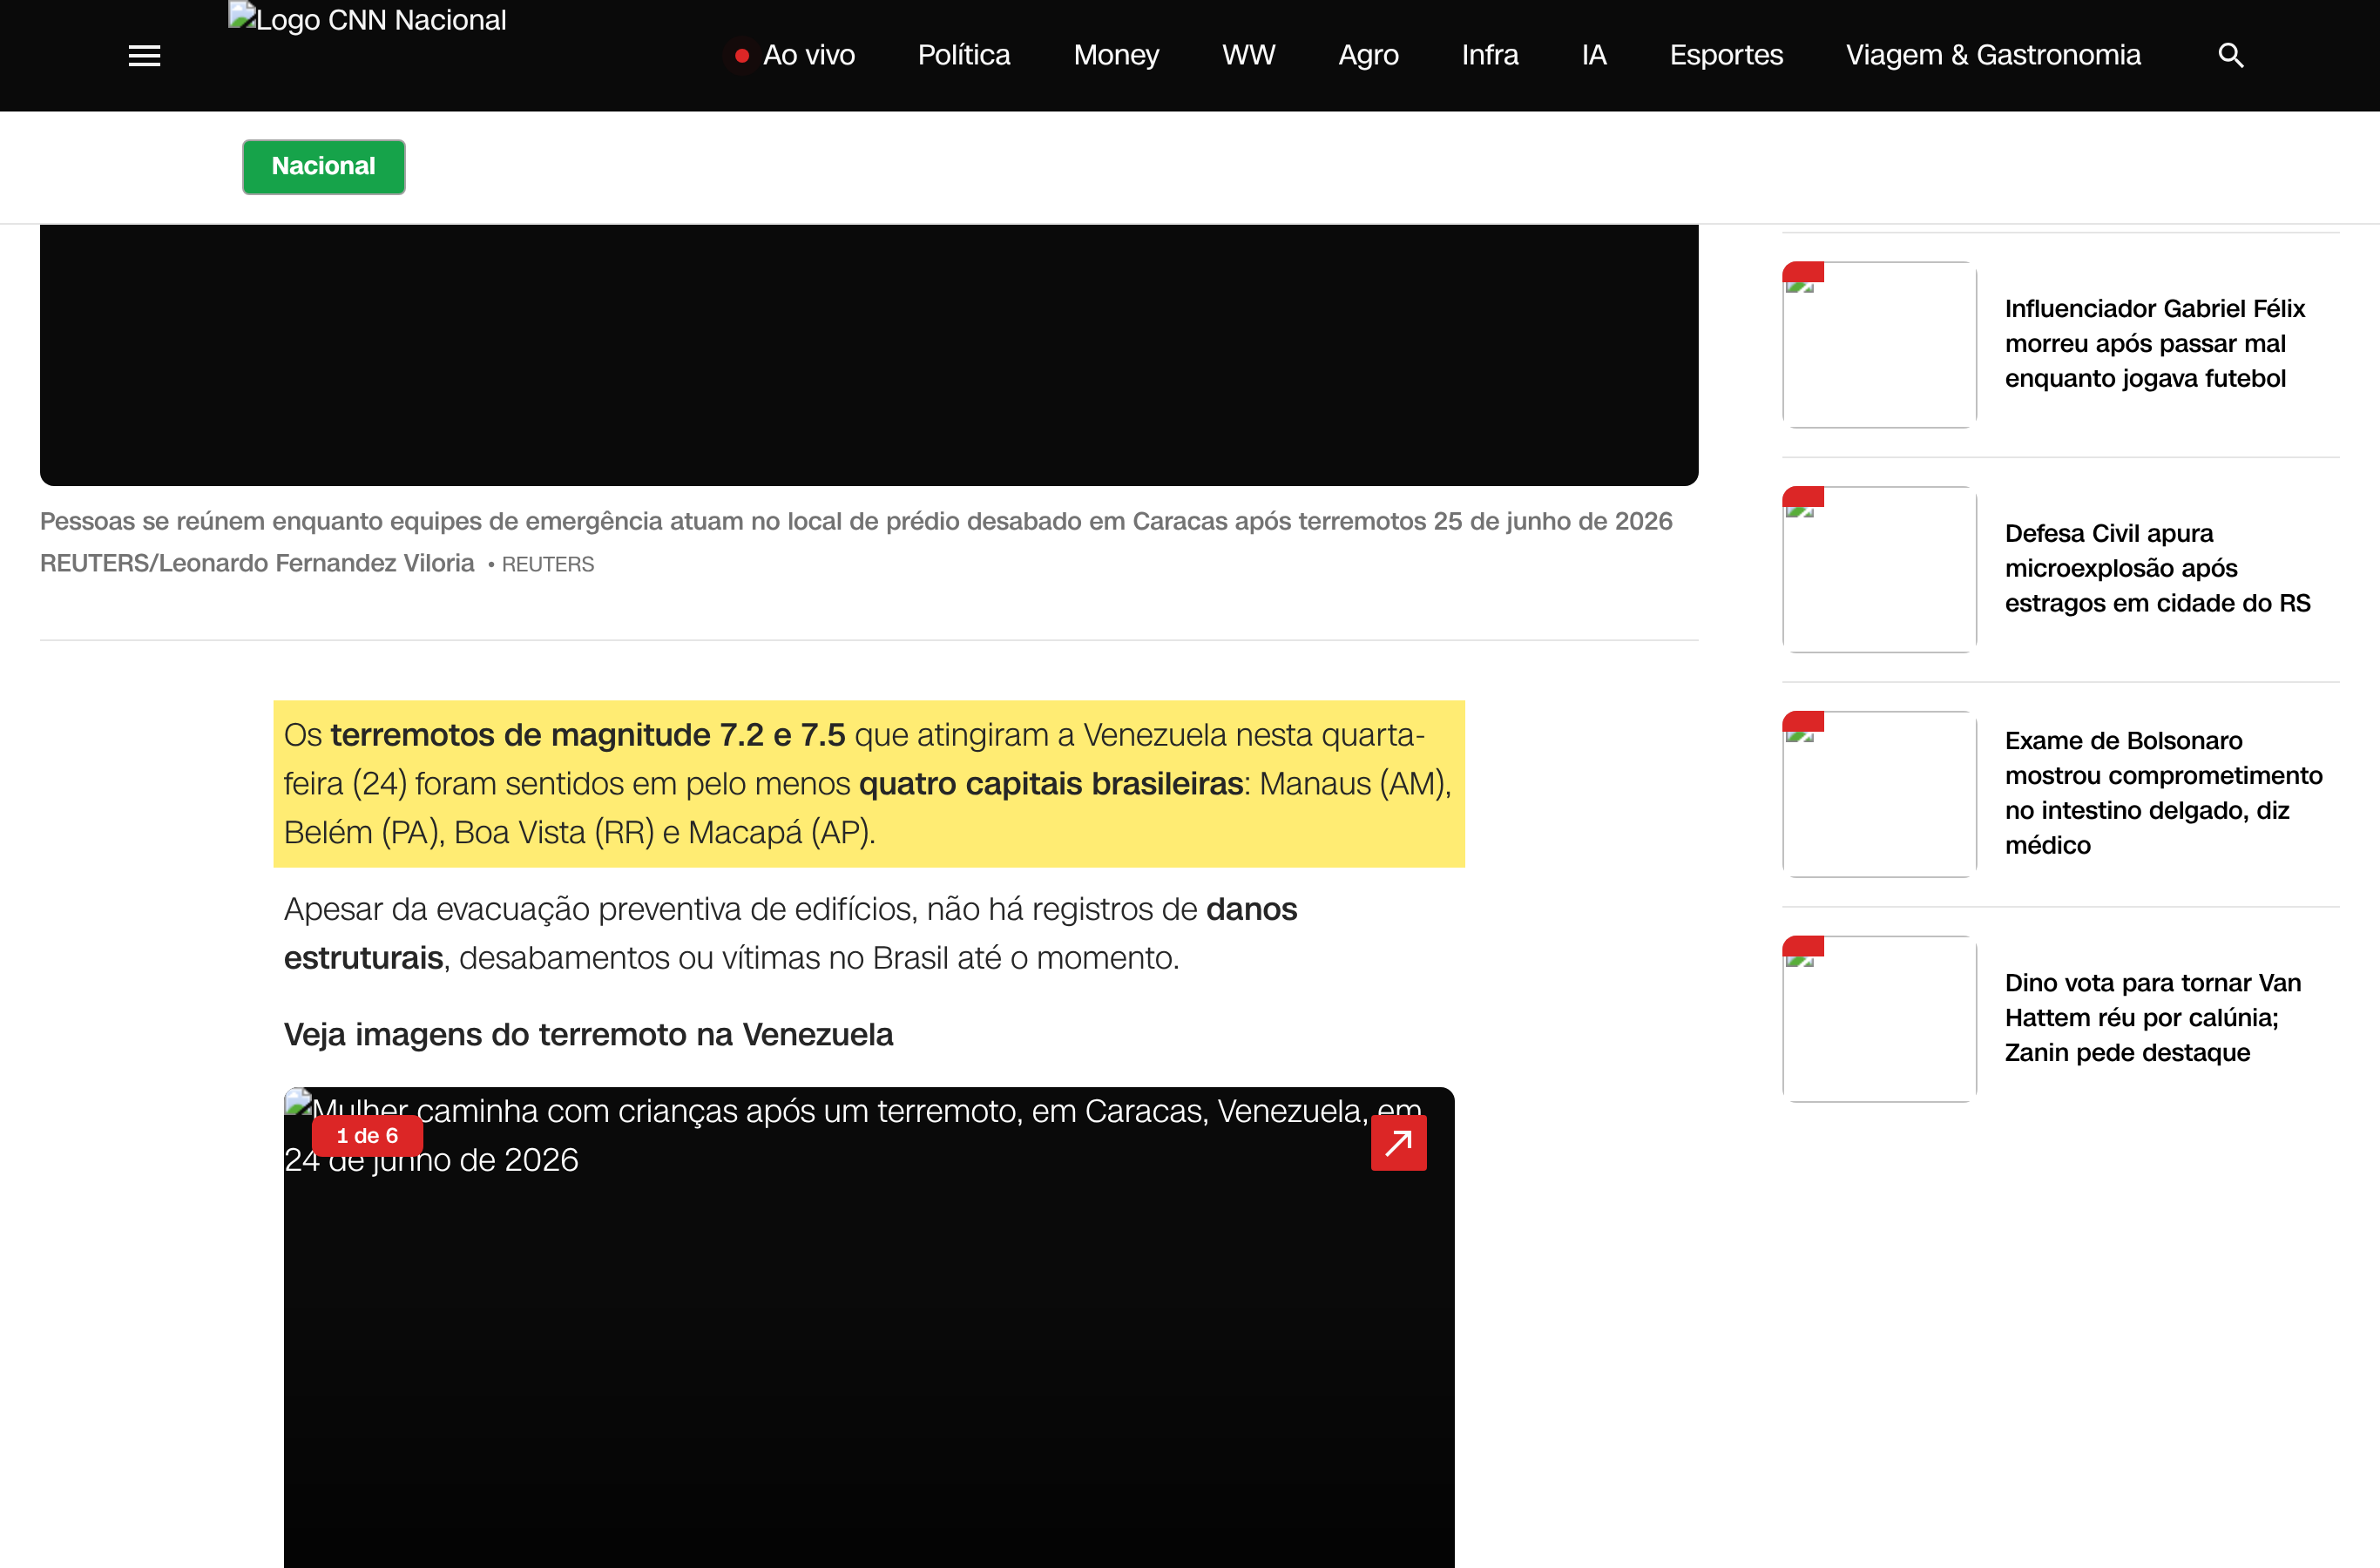 Logo CNN Nacional
Ao vivo
Política
Money
WW
Agro
Infra
IA
Esportes
Viagem & Gastronomia
Nacional
Pessoas se reúnem enquanto equipes de emergência atuam no local de prédio desabado em Caracas após terremotos 25 de junho de 2026
REUTERS/Leonardo Fernandez Viloria • REUTERS
Os terremotos de magnitude 7.2 e 7.5 que atingiram a Venezuela nesta quarta-
feira (24) foram sentidos em pelo menos quatro capitais brasileiras: Manaus (AM),
Belém (PA), Boa Vista (RR) e Macapá (AP).
Apesar da evacuação preventiva de edifícios, não há registros de danos
estruturais, desabamentos ou vítimas no Brasil até o momento.
Veja imagens do terremoto na Venezuela
Mulher caminha com crianças após um terremoto, em Caracas, Venezuela, em
1 de 6
24 de junho de 2026
Influenciador Gabriel Félix
morreu após passar mal
enquanto jogava futebol
Defesa Civil apura
microexplosão após
estragos em cidade do RS
Exame de Bolsonaro
mostrou comprometimento
no intestino delgado, diz
médico
Dino vota para tornar Van
Hattem réu por calúnia;
Zanin pede destaque